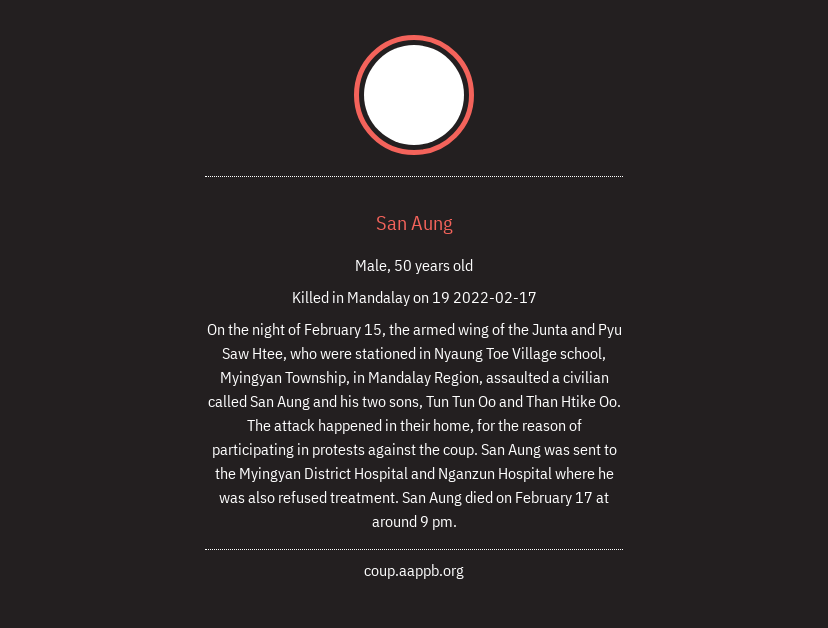 San Aung
Male, 50 years old
Killed in Mandalay on 19 2022-02-17
On the night of February 15, the armed wing of the Junta and Pyu
Saw Htee, who were stationed in Nyaung Toe Village school,
Myingyan Township, in Mandalay Region, assaulted a civilian
called San Aung and his two sons, Tun Tun Oo and Than Htike Oo.
The attack happened in their home, for the reason of
participating in protests against the coup. San Aung was sent to
the Myingyan District Hospital and Nganzun Hospital where he
was also refused treatment. San Aung died on February 17 at
around 9 pm.
coup.aappb.org